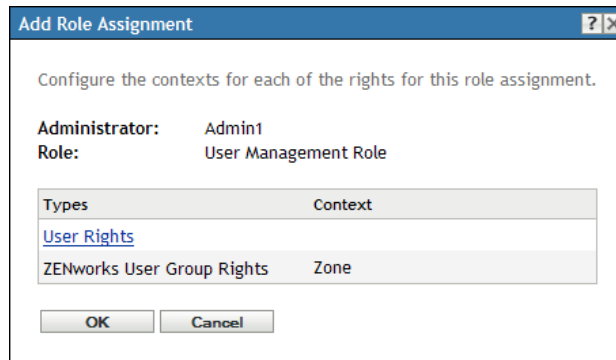 Add Role Assignment
Configure the contexts for each of the rights for this role assignment.
Administrator: Admin1
Role: User Management Role
Types Context
User Rights
ZENworks User Group Rights Zone
OK Cancel